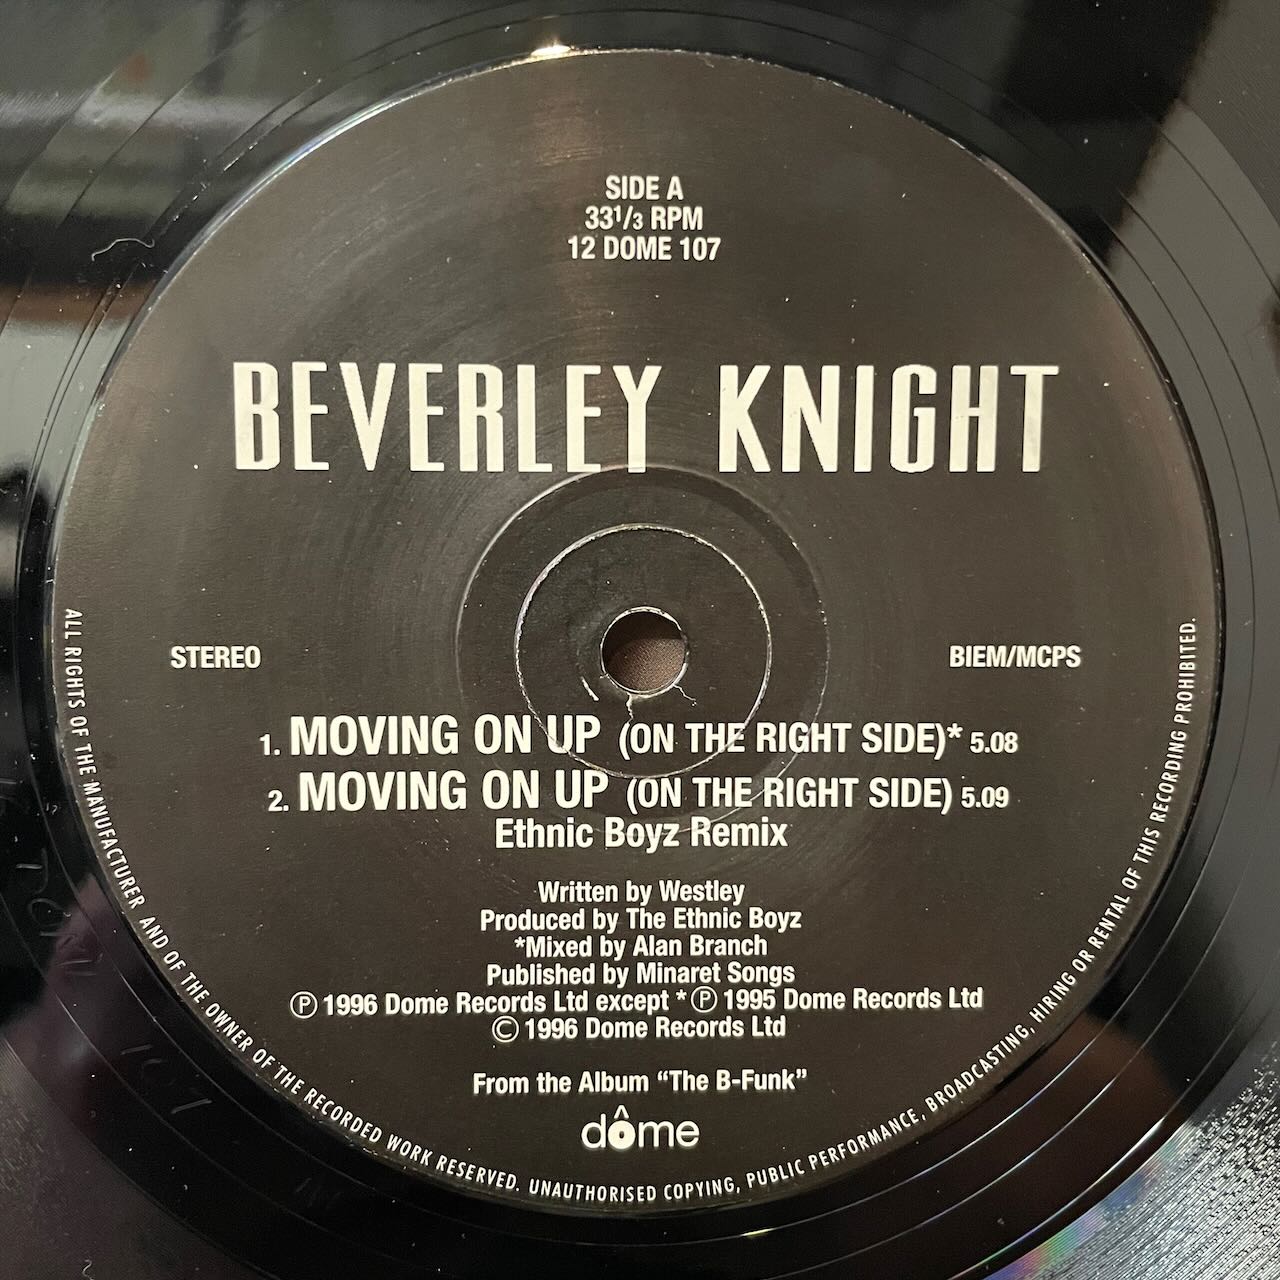 SIDE A
33 1/3 RPM
12 DOME 107
BEVERLEY KNIGHT
STEREO
BIEM/MCPS
1. MOVING ON UP (ON THE RIGHT SIDE)* 5.08
2. MOVING ON UP (ON THE RIGHT SIDE) 5.09
Ethnic Boyz Remix
Written by Westley
Produced by The Ethnic Boyz
*Mixed by Alan Branch
Published by Minaret Songs
℗ 1996 Dome Records Ltd except * ℗ 1995 Dome Records Ltd
© 1996 Dome Records Ltd
From the Album “The B-Funk”
dôme
ALL RIGHTS OF THE MANUFACTURER AND OF THE OWNER OF THE RECORDED WORK RESERVED. UNAUTHORISED COPYING, PUBLIC PERFORMANCE, BROADCASTING, HIRING OR RENTAL OF THIS RECORDING PROHIBITED.